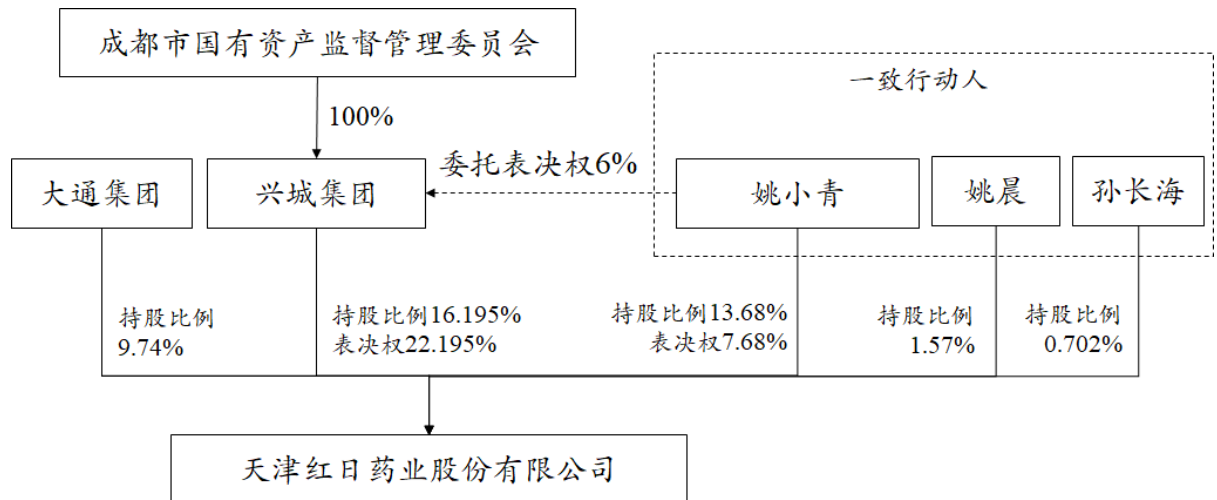 成都市国有资产监督管理委员会
一致行动人
100%
委托表决权6%
大通集团
兴城集团
姚小青
姚晨
孙长海
持股比例
9.74%
持股比例16.195%
表决权22.195%
持股比例13.68%
表决权7.68%
持股比例
1.57%
持股比例
0.702%
天津红日药业股份有限公司